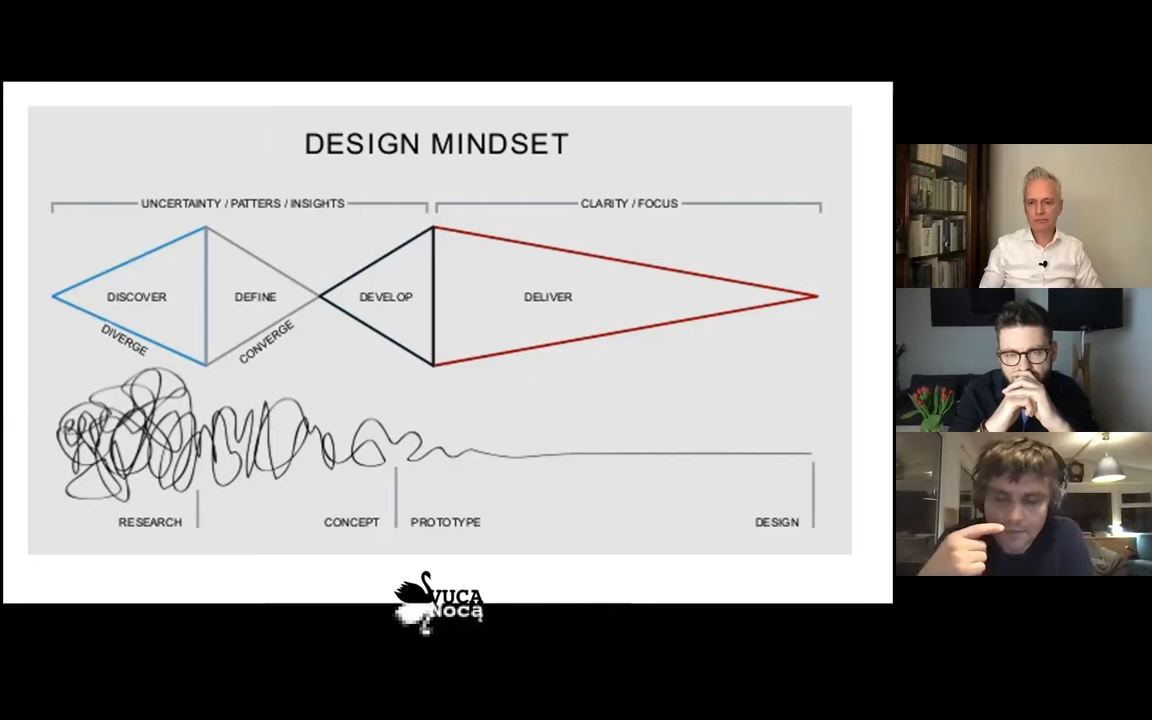 DESIGN MINDSET
UNCERTAINTY / PATTERS / INSIGHTS
CLARITY / FOCUS
DISCOVER
DEFINE
DEVELOP
DELIVER
DIVERGE
CONVERGE
RESEARCH
CONCEPT
PROTOTYPE
DESIGN
VUCA
Nocą